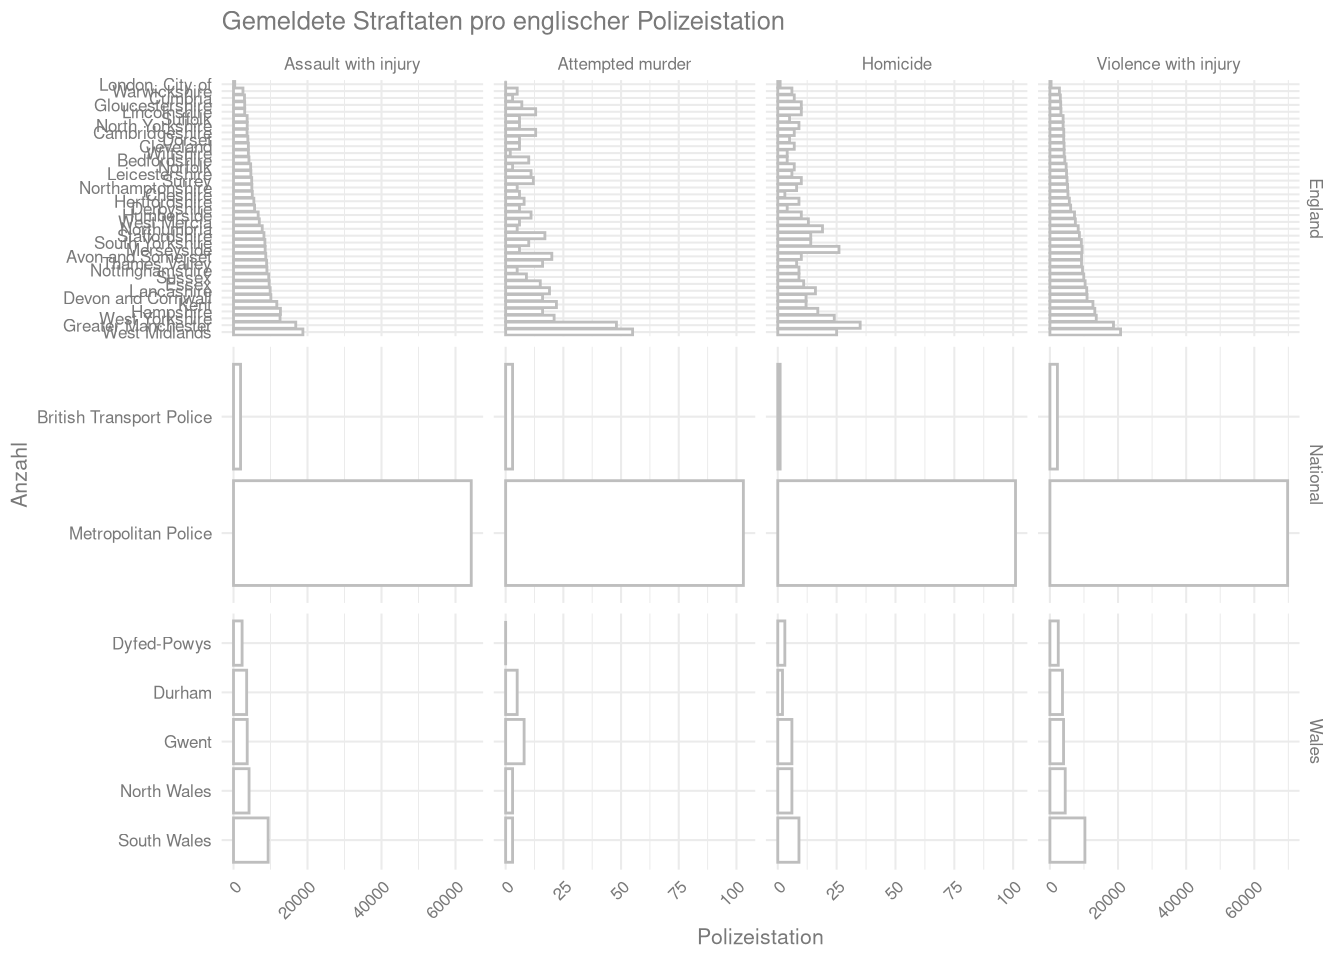 Gemeldete Straftaten pro englischer Polizeistation
Assault with injury
Attempted murder
Homicide
Violence with injury
London, City of
Warwickshire
Cumbria
Gloucestershire
Lincolnshire
Suffolk
North Yorkshire
Cambridgeshire
Dorset
Cleveland
Wiltshire
Bedfordshire
Norfolk
Leicestershire
Surrey
Northamptonshire
Cheshire
Hertfordshire
Derbyshire
Humberside
West Mercia
Northumbria
Staffordshire
South Yorkshire
Merseyside
Avon and Somerset
Thames Valley
Nottinghamshire
Sussex
Essex
Lancashire
Devon and Cornwall
Kent
Hampshire
West Yorkshire
Greater Manchester
West Midlands
England
British Transport Police
Metropolitan Police
National
Dyfed-Powys
Durham
Gwent
North Wales
South Wales
Wales
Anzahl
0 20000 40000 60000
0 25 50 75 100
0 25 50 75 100
0 20000 40000 60000
Polizeistation